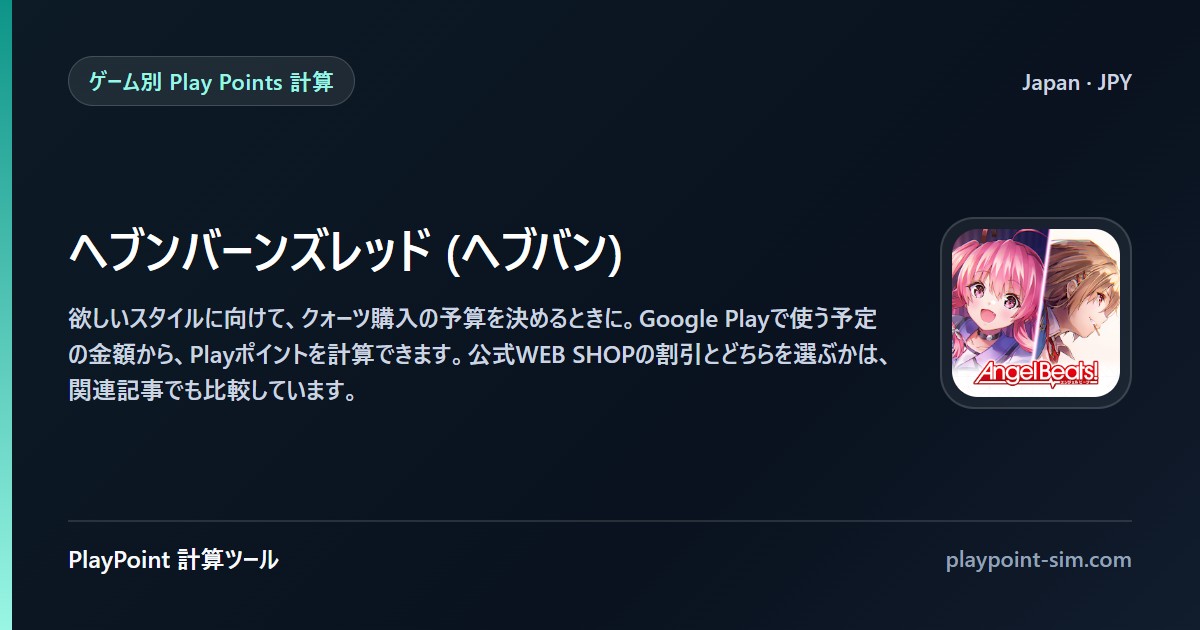 ゲーム別 Play Points 計算
Japan · JPY
ヘブンバーンズレッド (ヘブバン)
欲しいスタイルに向けて、クォーツ購入の予算を決めるときに。Google Playで使う予定
の金額から、Playポイントを計算できます。公式WEB SHOPの割引とどちらを選ぶかは、
関連記事でも比較しています。
AngelBeats!
PlayPoint 計算ツール
playpoint-sim.com